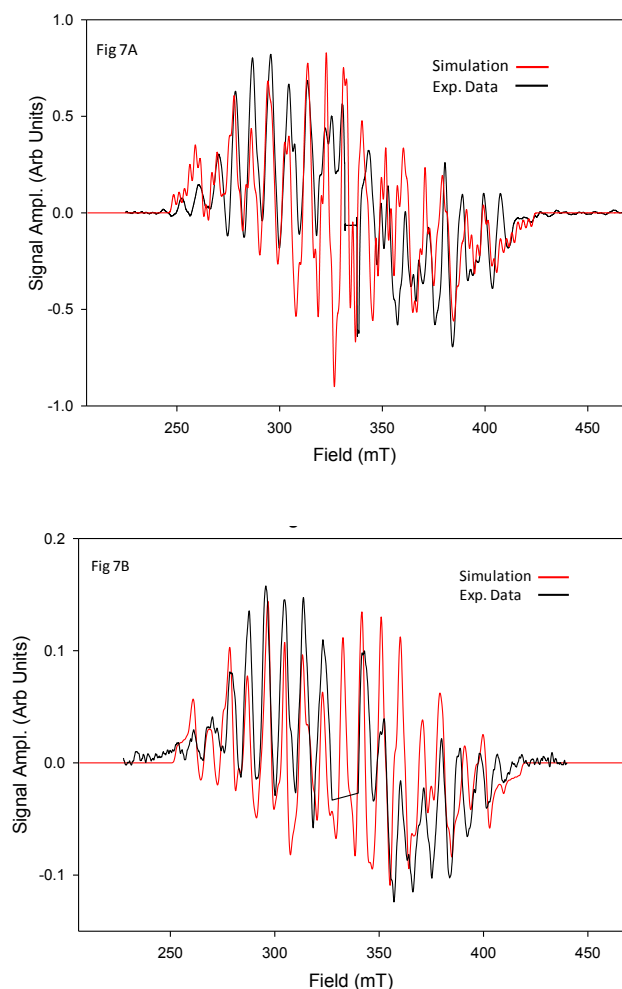 Fig 7A
Simulation
Exp. Data
Signal Ampl. (Arb Units)
1.0
0.5
0.0
-0.5
-1.0
250 300 350 400 450
Field (mT)
Fig 7B
Simulation
Exp. Data
Signal Ampl. (Arb Units)
0.2
0.1
0.0
-0.1
250 300 350 400 450
Field (mT)